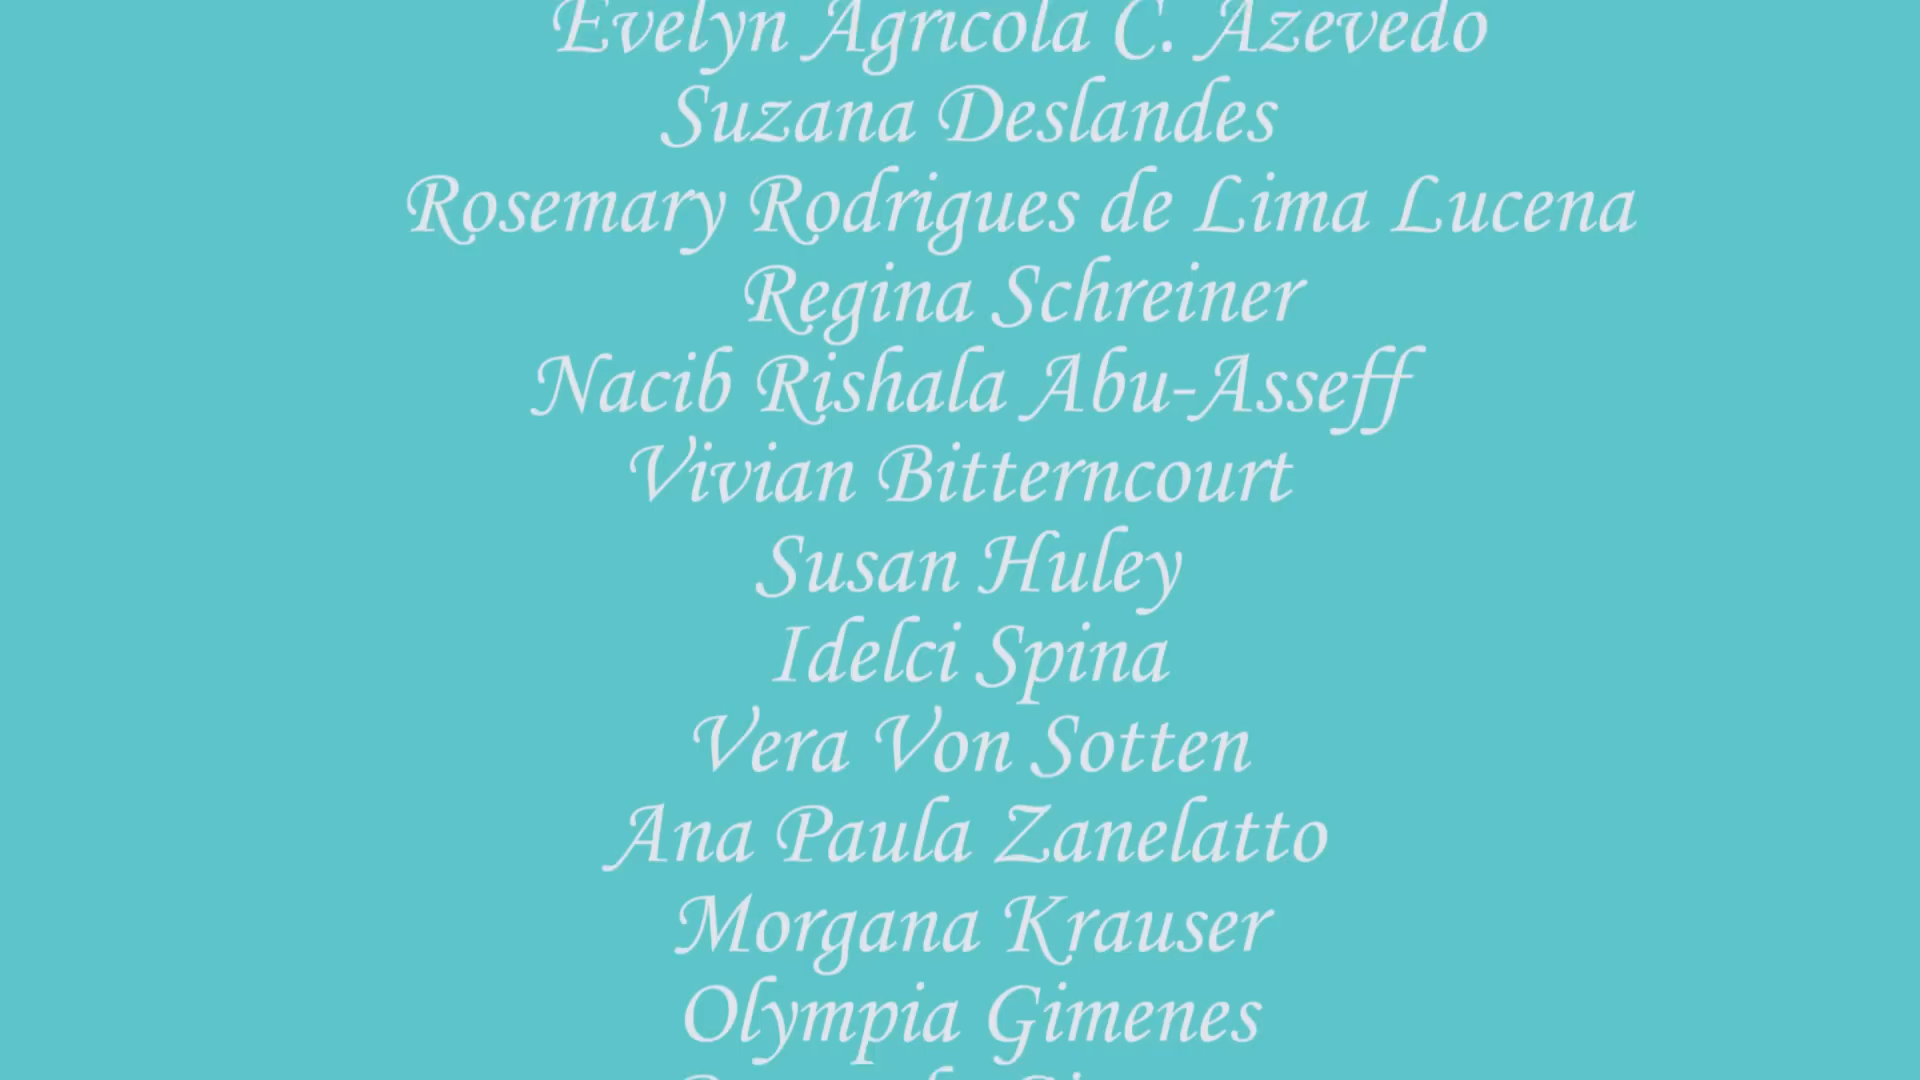 Evelyn Agricola C. Azevedo
Suzana Deslandes
Rosemary Rodrigues de Lima Lucena
Regina Schreiner
Nacib Rishala Abu-Asseff
Vivian Bitterncourt
Susan Huley
Idelci Spina
Vera Von Sotten
Ana Paula Zanelatto
Morgana Krauser
Olympia Gimenes